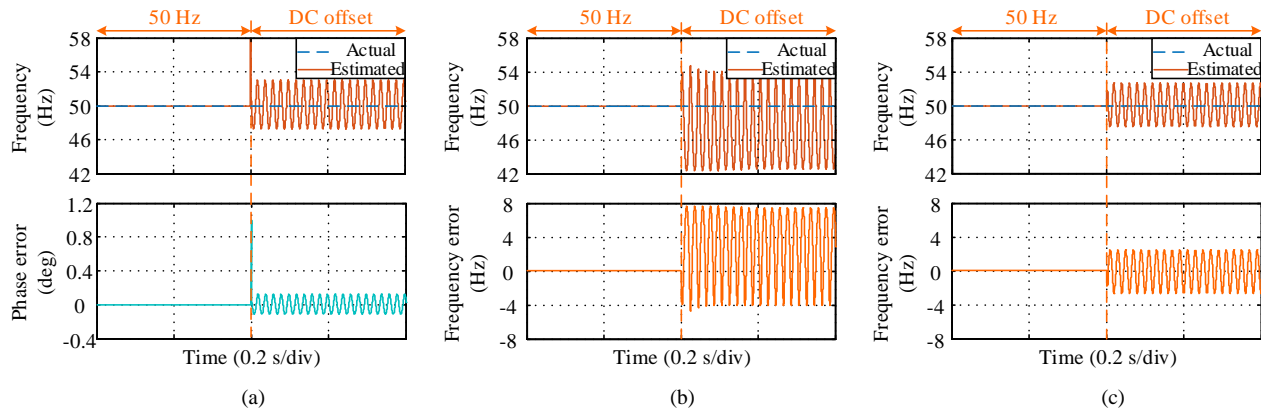 50 Hz
DC offset
58
54
50
46
42
Frequency
(Hz)
Actual
Estimated
1.2
0.8
0.4
0
-0.4
Phase error
(deg)
Time (0.2 s/div)
(a)
50 Hz
DC offset
58
54
50
46
42
Frequency
(Hz)
Actual
Estimated
8
4
0
-4
-8
Frequency error
(Hz)
Time (0.2 s/div)
(b)
50 Hz
DC offset
58
54
50
46
42
Frequency
(Hz)
Actual
Estimated
8
4
0
-4
-8
Frequency error
(Hz)
Time (0.2 s/div)
(c)